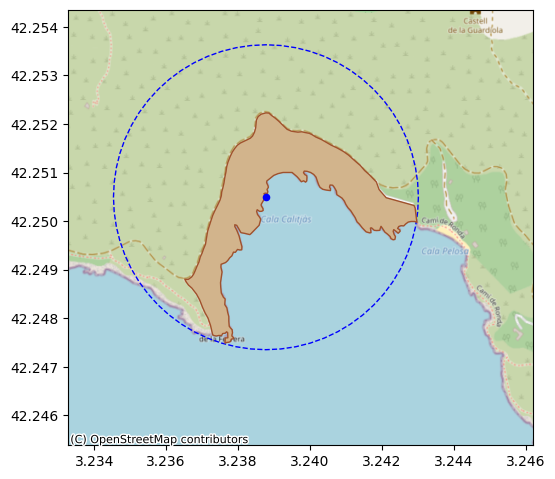 42.254
42.253
42.252
42.251
42.250
42.249
42.248
42.247
42.246
Castell
de la Guardiola
Cala Calitjàs
Camí de Ronda
Cala Pelosa
Camí de Ronda
de la
(C) OpenStreetMap contributors
3.234
3.236
3.238
3.240
3.242
3.244
3.246